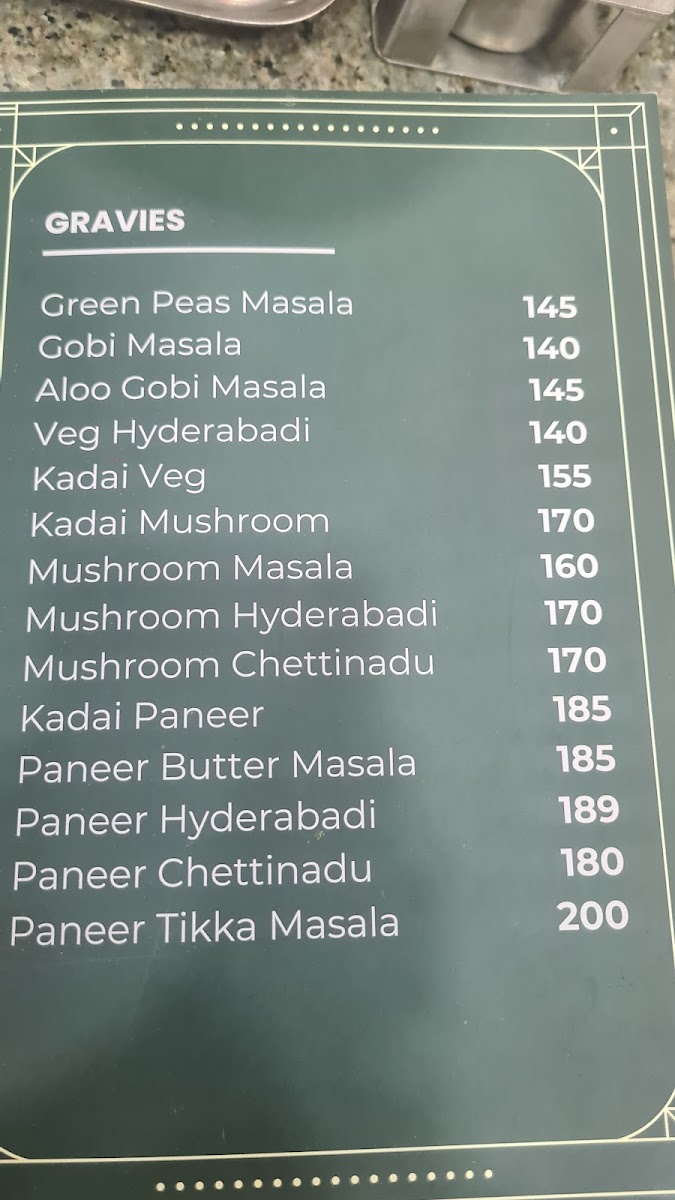 GRAVIES
Green Peas Masala 145
Gobi Masala 140
Aloo Gobi Masala 145
Veg Hyderabadi 140
Kadai Veg 155
Kadai Mushroom 170
Mushroom Masala 160
Mushroom Hyderabadi 170
Mushroom Chettinadu 170
Kadai Paneer 185
Paneer Butter Masala 185
Paneer Hyderabadi 189
Paneer Chettinadu 180
Paneer Tikka Masala 200